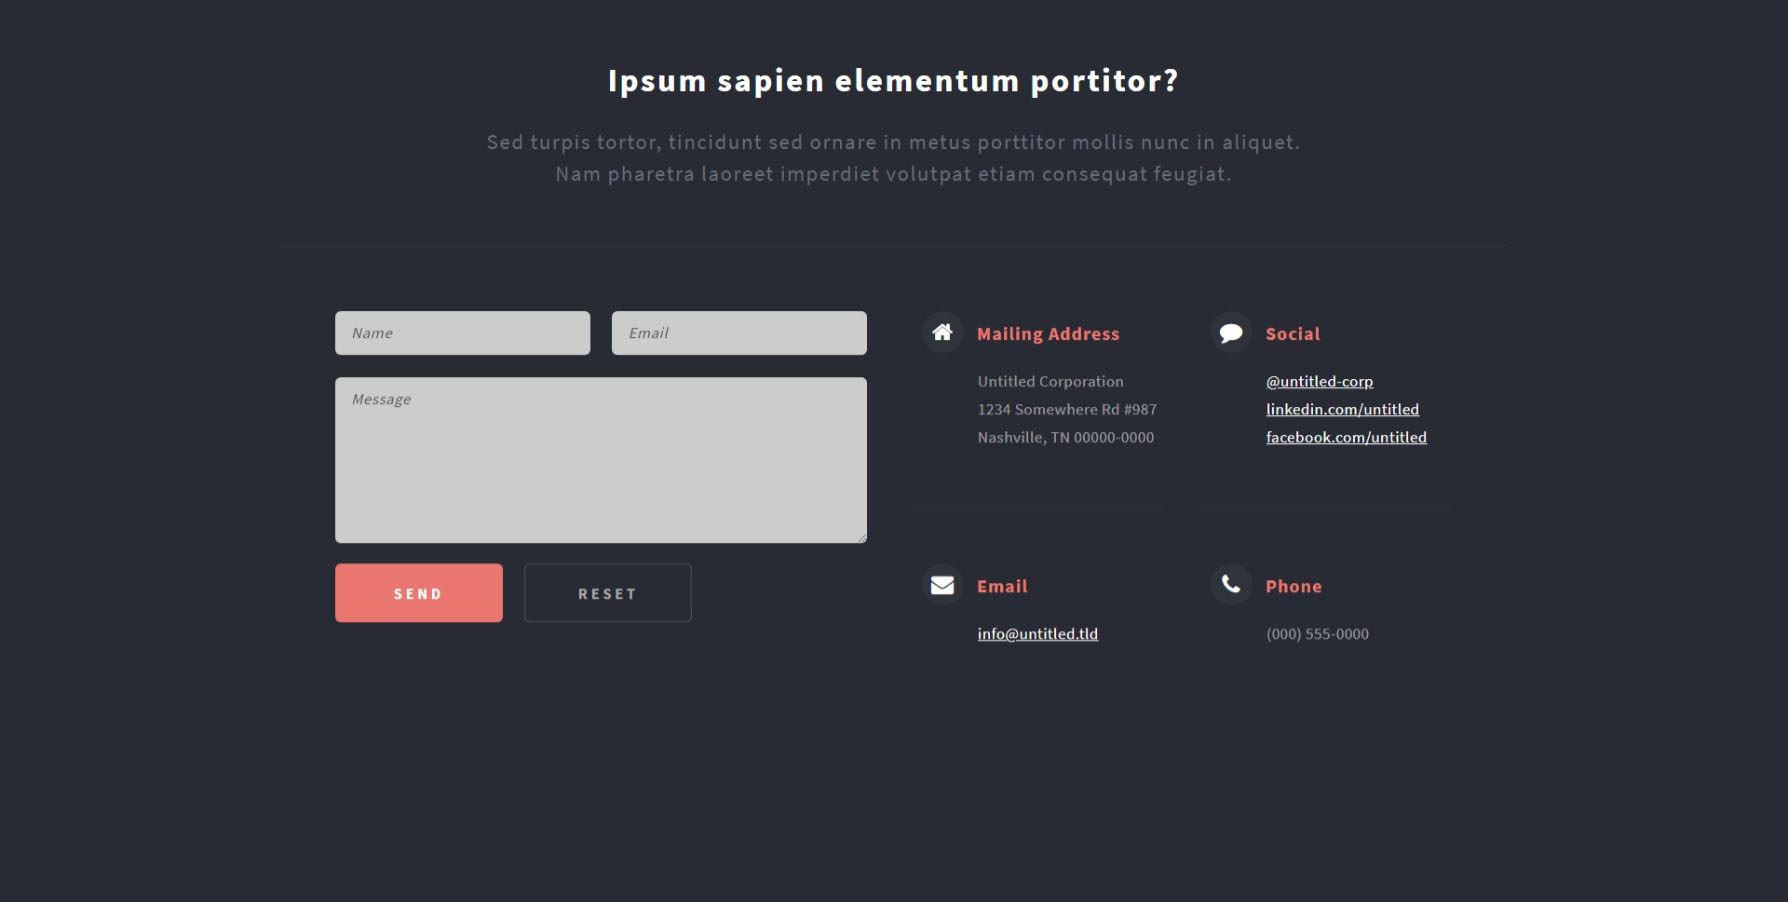 Ipsum sapien elementum portitor?
Sed turpis tortor, tincidunt sed ornare in metus porttitor mollis nunc in aliquet.
Nam pharetra laoreet imperdiet volutpat etiam consequat feugiat.
Name
Email
Message
SEND
RESET
Mailing Address
Untitled Corporation
1234 Somewhere Rd #987
Nashville, TN 00000-0000
Social
@untitled-corp
linkedin.com/untitled
facebook.com/untitled
Email
info@untitled.tld
Phone
(000) 555-0000